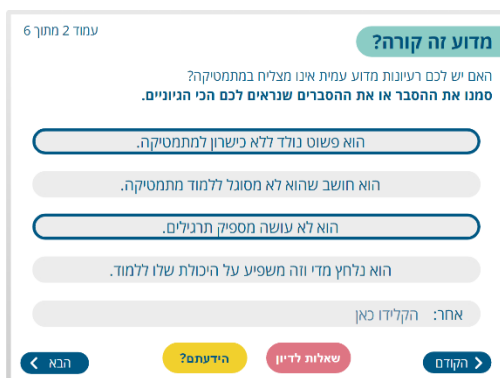 עמוד 2 מתוך 6
מדוע זה קורה?
האם יש לכם רעיונות מדוע עמית אינו מצליח במתמטיקה?
סמנו את ההסבר או את ההסברים שנראים לכם הכי הגיוניים.
הוא פשוט נולד ללא כישרון למתמטיקה.
הוא חושב שהוא לא מסוגל ללמוד מתמטיקה.
הוא לא עושה מספיק תרגילים.
הוא נלחץ מדי וזה משפיע על היכולת שלו ללמוד.
אחר: הקלידו כאן
הקודם
שאלות לדיון
הידעתם?
הבא